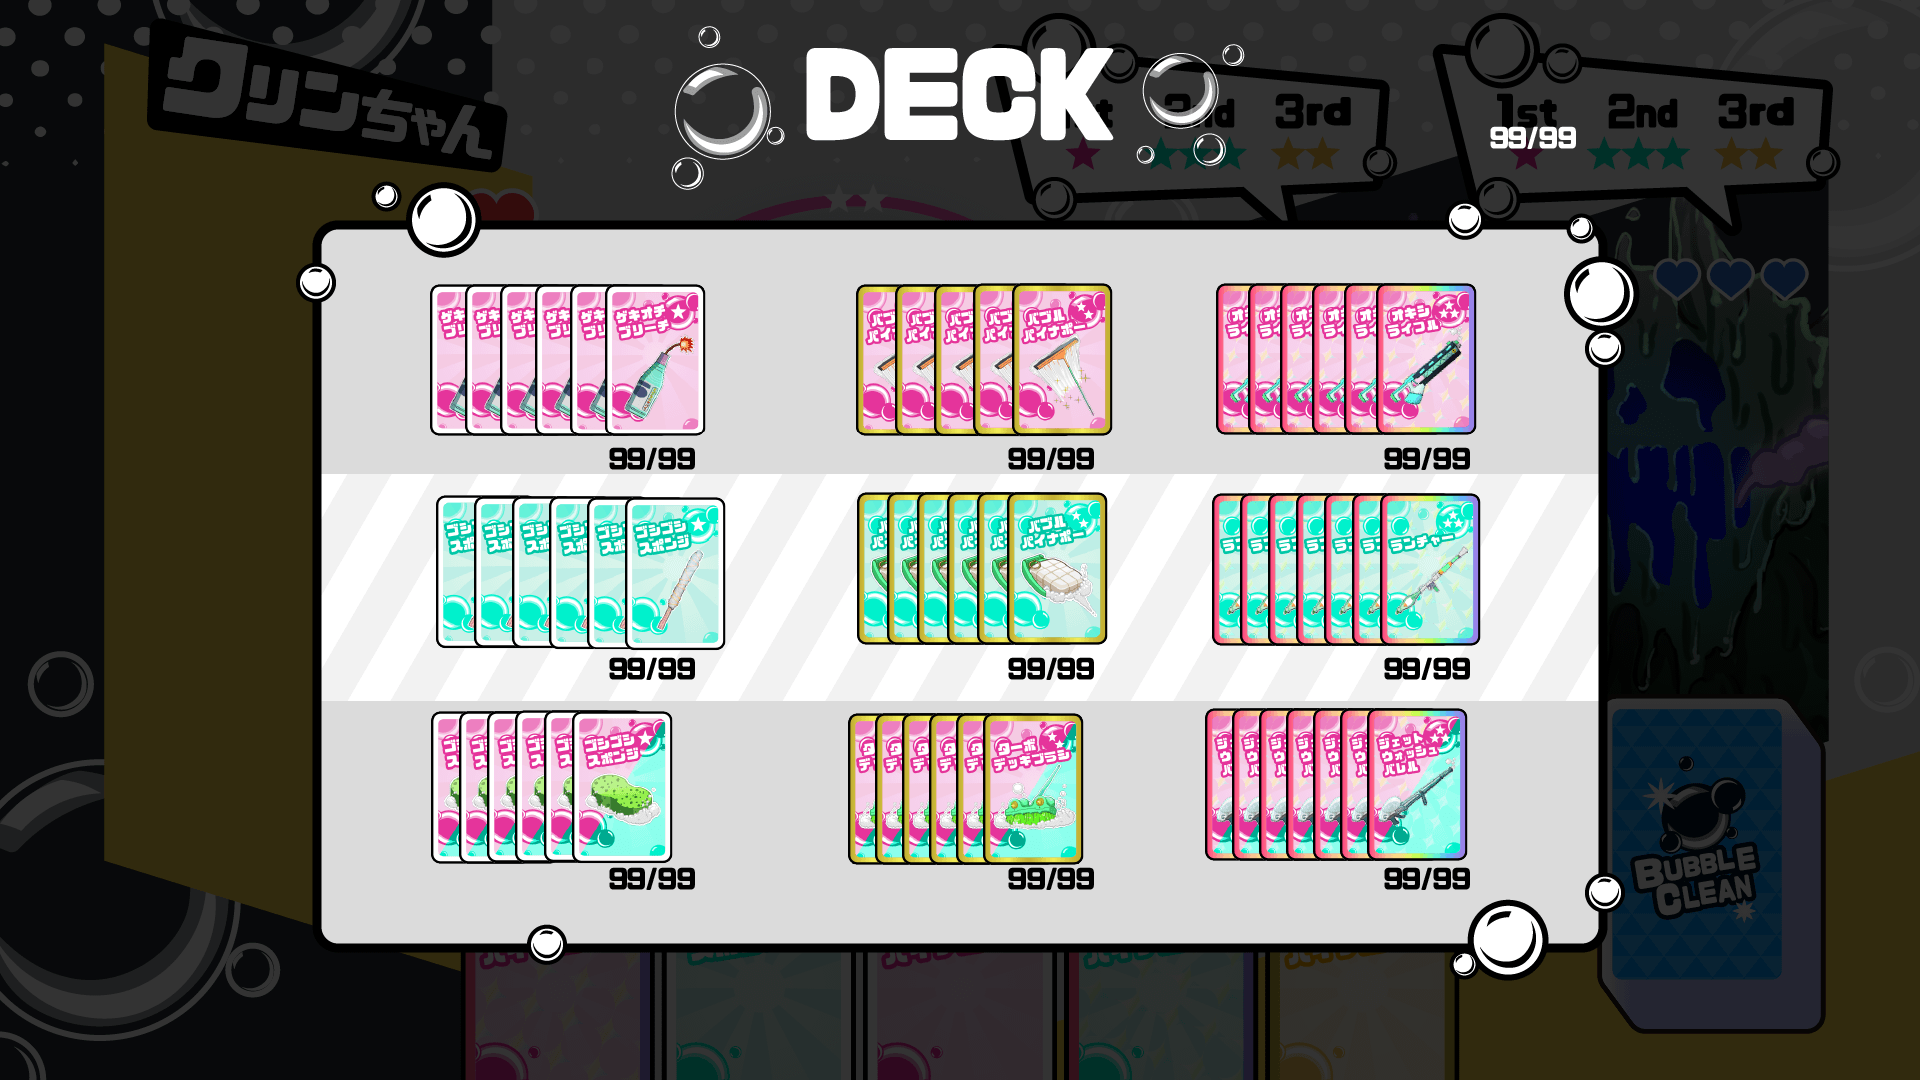 クリンちゃん
DECK
2nd
3rd
1st
2nd
3rd
99/99
ゲキオチ
ブリーチ
99/99
バブル
パイナポー
99/99
オキシ
ライフル
99/99
ゴシゴシ
スポンジ
99/99
バブル
パイナポー
99/99
ランチャー
99/99
ゴシゴシ
スポンジ
99/99
ターボ
デッキブラシ
99/99
ジェット
ウォッシュ
バレル
99/99
BUBBLE
CLEAN